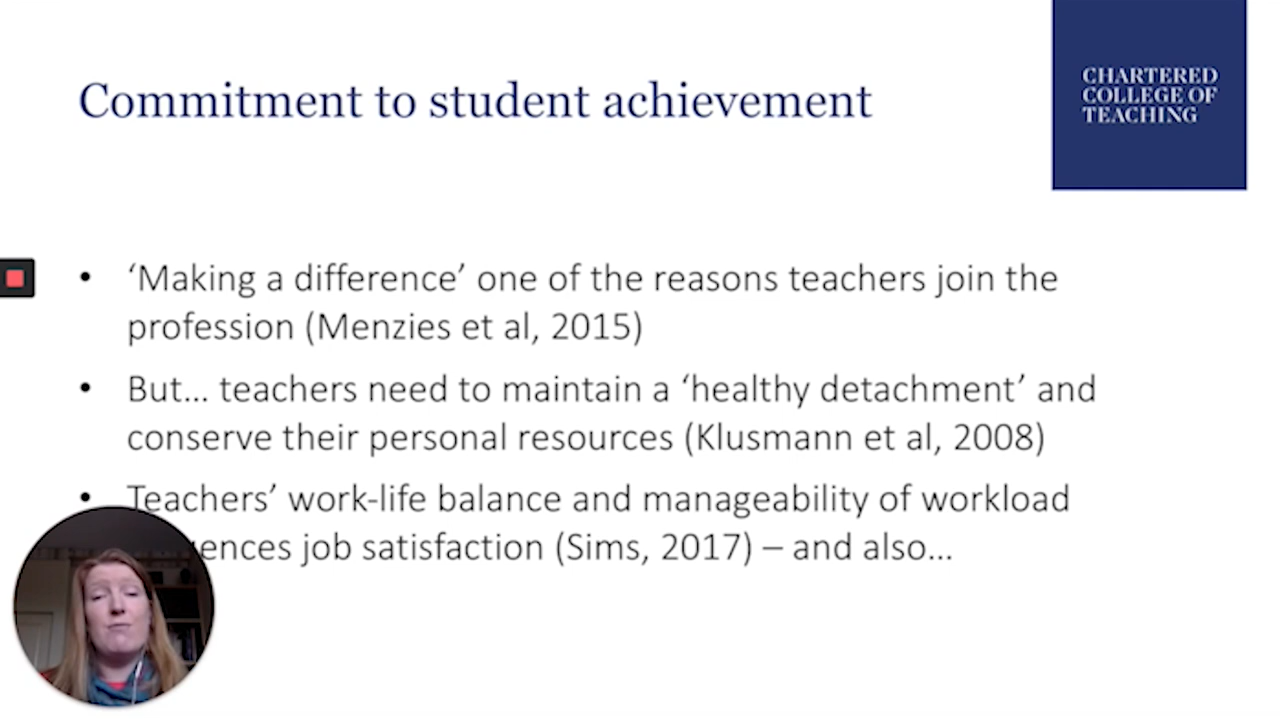 Commitment to student achievement
CHARTERED
COLLEGE OF
TEACHING
• ‘Making a difference’ one of the reasons teachers join the
profession (Menzies et al, 2015)
• But… teachers need to maintain a ‘healthy detachment’ and
conserve their personal resources (Klusmann et al, 2008)
• Teachers’ work-life balance and manageability of workload
job satisfaction (Sims, 2017) – and also…